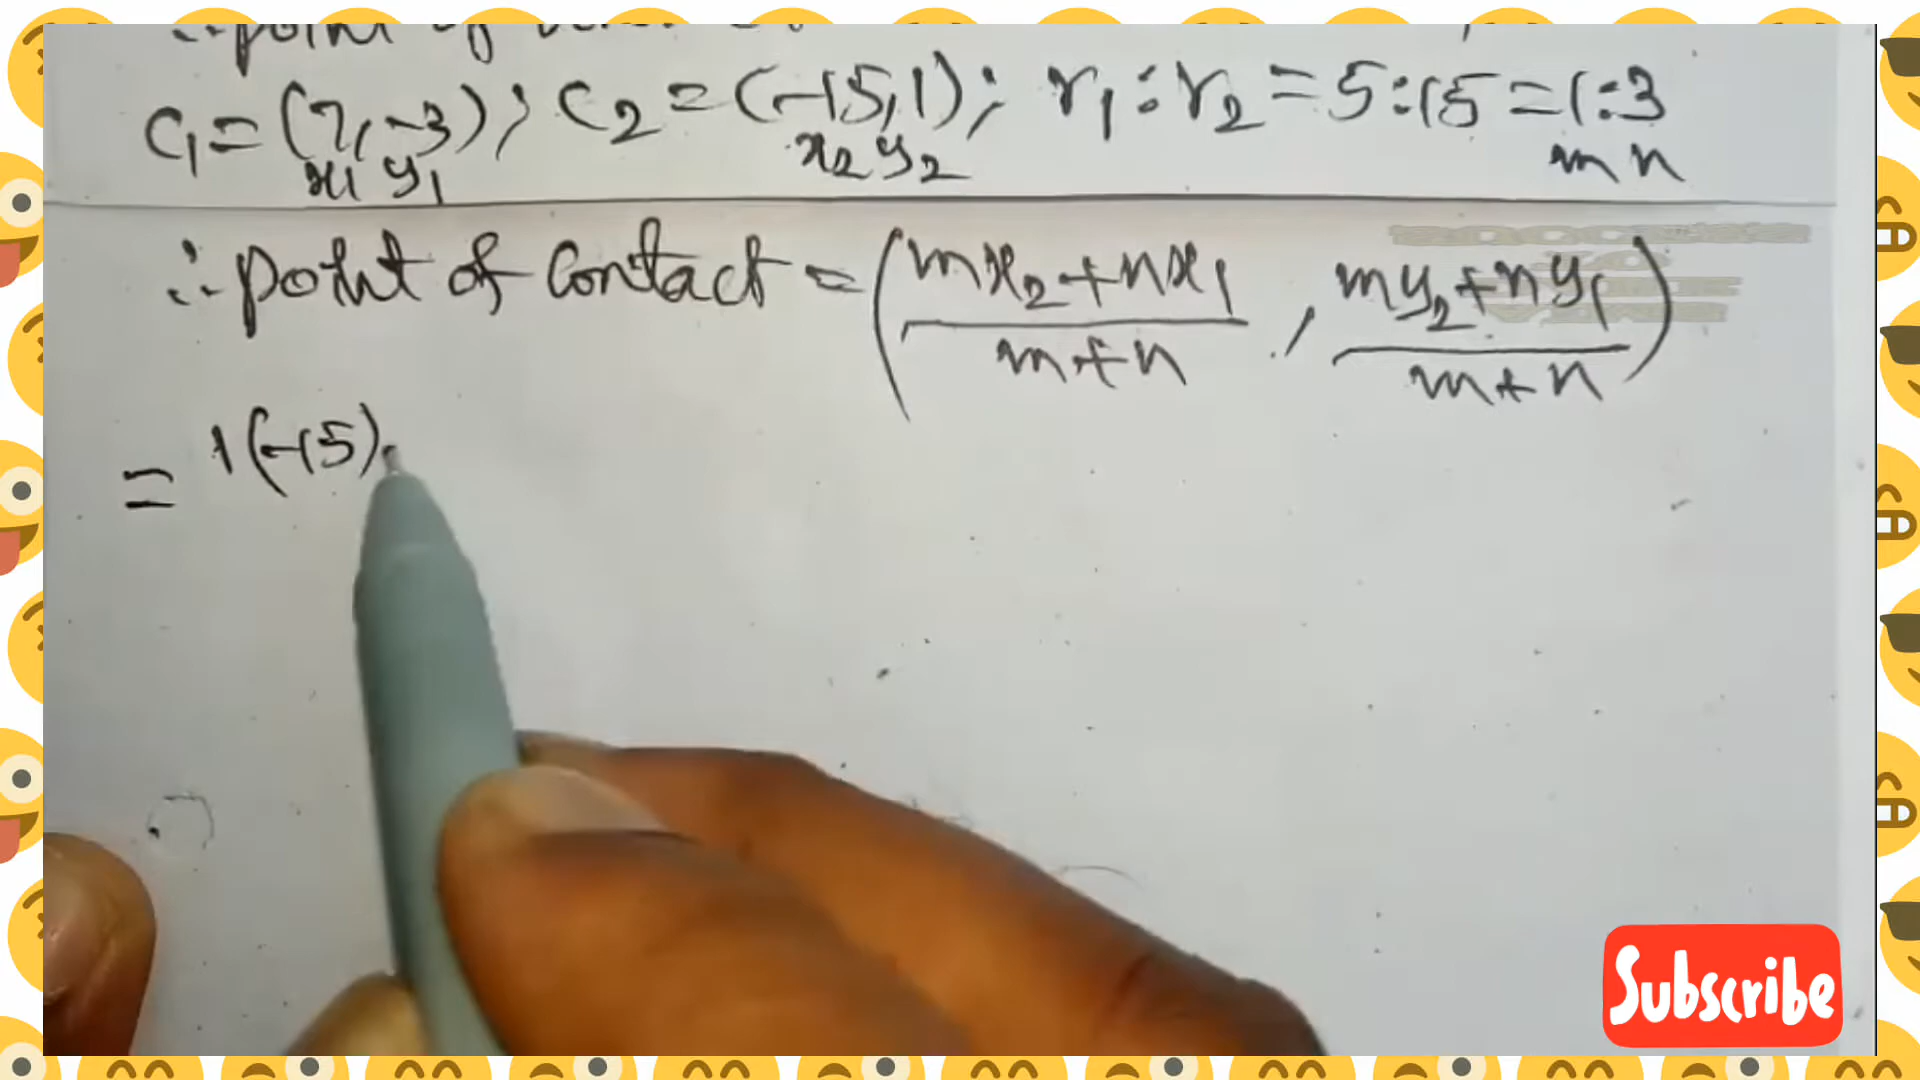 C₁ = (7, -3); C₂ = (-15, 1); r₁ : r₂ = 5:15 = 1:3
x₁ y₁ x₂ y₂ m n
∴ point of contact = (mx₂+nx₁/m+n, my₂+ny₁/m+n)
= 1(-15)
Subscribe